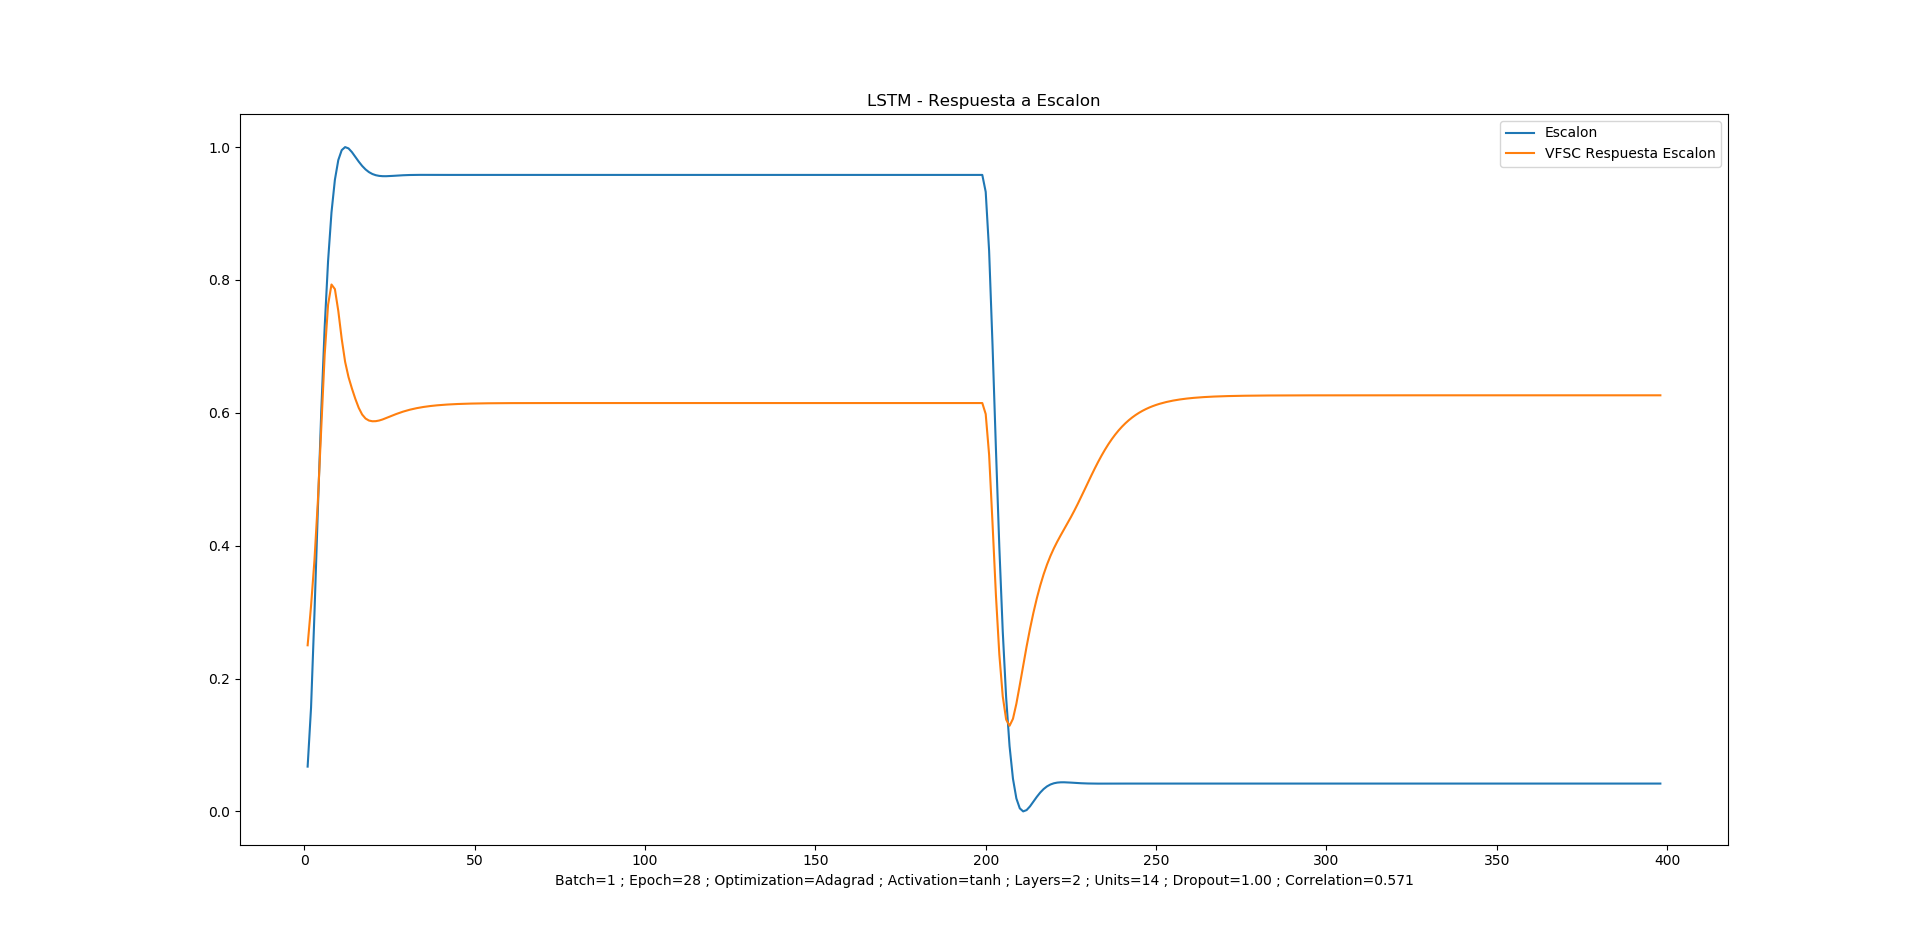 LSTM - Respuesta a Escalon
Escalon
VFSC Respuesta Escalon
1.0
0.8
0.6
0.4
0.2
0.0
0 50 100 150 200 250 300 350 400
Batch=1 ; Epoch=28 ; Optimization=Adagrad ; Activation=tanh ; Layers=2 ; Units=14 ; Dropout=1.00 ; Correlation=0.571